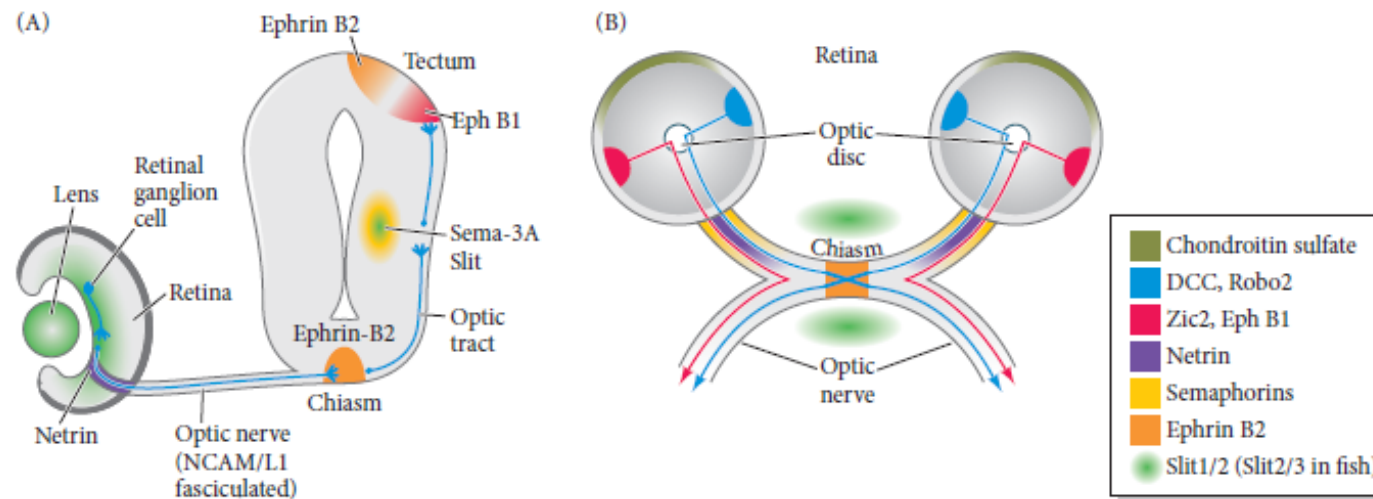 (A)
Ephrin B2
Tectum
Eph B1
Retinal
ganglion
cell
Lens
Sema-3A
Slit
Retina
Ephrin-B2
Optic
tract
Chiasm
Netrin
Optic nerve
(NCAM/L1
fasciculated)
(B)
Retina
Optic
disc
Chiasm
Optic
nerve
Chondroitin sulfate
DCC, Robo2
Zic2, Eph B1
Netrin
Semaphorins
Ephrin B2
Slit1/2 (Slit2/3 in fish)